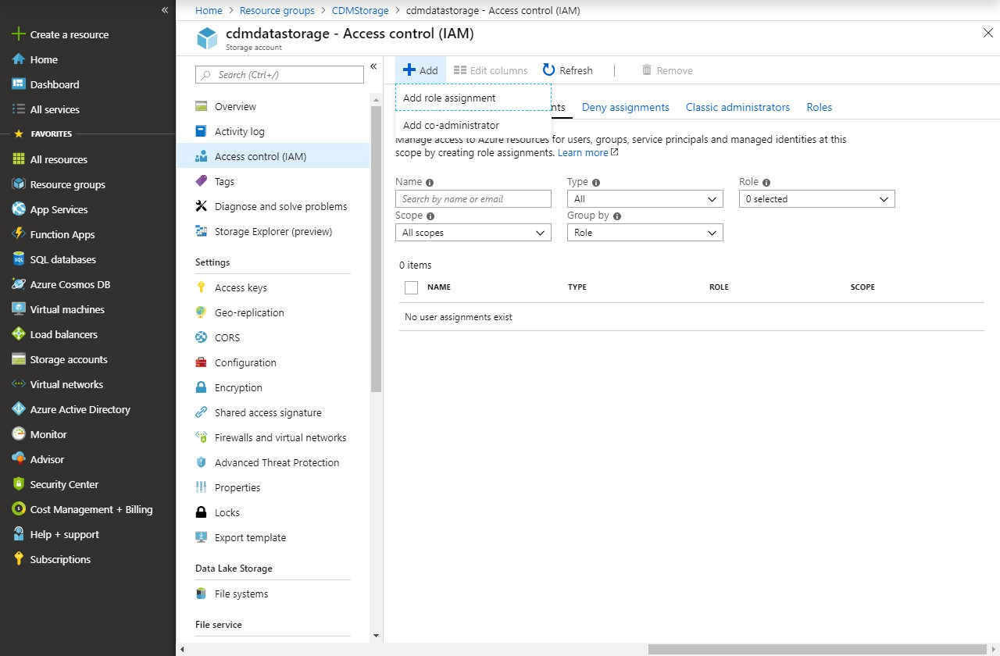 «
Create a resource
Home
Dashboard
All services
FAVORITES
All resources
Resource groups
App Services
Function Apps
SQL databases
Azure Cosmos DB
Virtual machines
Load balancers
Storage accounts
Virtual networks
Azure Active Directory
Monitor
Advisor
Security Center
Cost Management + Billing
Help + support
Subscriptions
Home > Resource groups > CDMStorage > cdmdatastorage - Access control (IAM)
cdmdatastorage - Access control (IAM)
Storage account
Search (Ctrl+/)
«
Overview
Activity log
Access control (IAM)
Tags
Diagnose and solve problems
Storage Explorer (preview)
Settings
Access keys
Geo-replication
CORS
Configuration
Encryption
Shared access signature
Firewalls and virtual networks
Advanced Threat Protection
Properties
Locks
Export template
Data Lake Storage
File systems
File service
Add Edit columns Refresh Remove
Add role assignment
Add co-administrator
nts Deny assignments Classic administrators Roles
Manage access to Azure resources for users, groups, service principals and managed identities at this
scope by creating role assignments. Learn more
Name Type Role
Search by name or email All 0 selected
Scope Group by
All scopes Role
0 items
NAME TYPE ROLE SCOPE
No user assignments exist